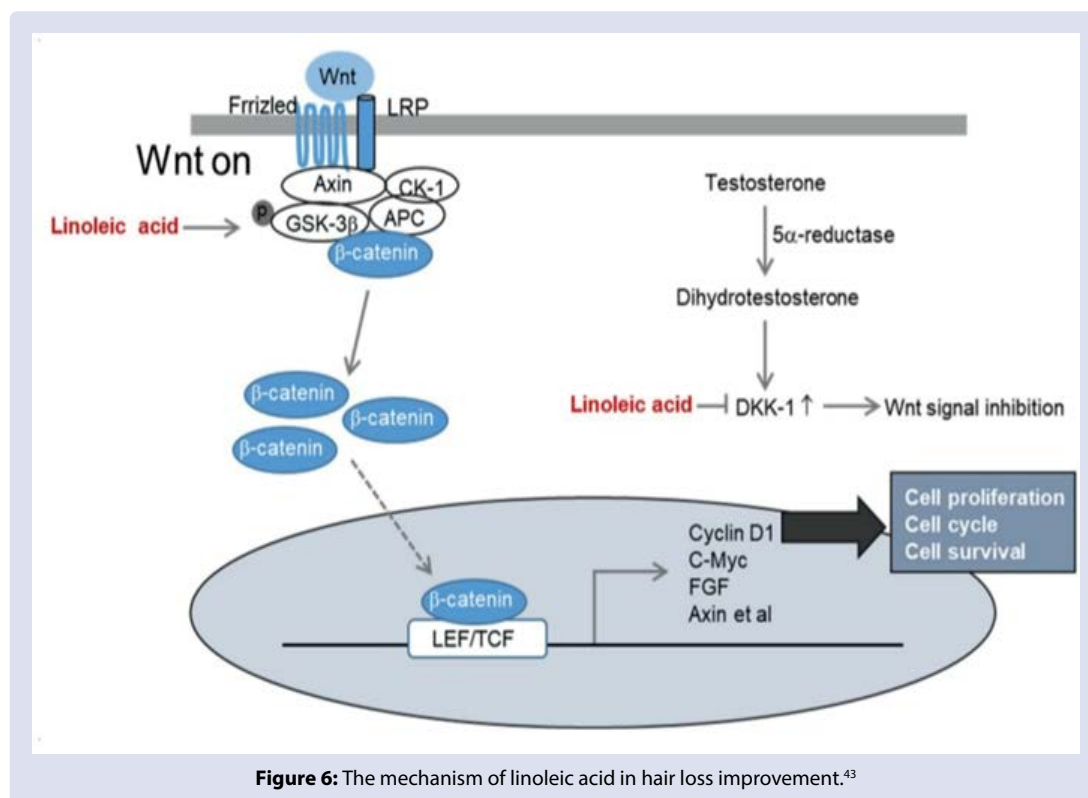 Wnt
Frrizled
LRP
Wnt on
Axin
CK-1
P
Linoleic acid
GSK-3β
APC
β-catenin
β-catenin
β-catenin
β-catenin
Testosterone
5α-reductase
Dihydrotestosterone
Linoleic acid
DKK-1 ↑
Wnt signal inhibition
β-catenin
LEF/TCF
Cyclin D1
C-Myc
FGF
Axin et al
Cell proliferation
Cell cycle
Cell survival
Figure 6: The mechanism of linoleic acid in hair loss improvement.43